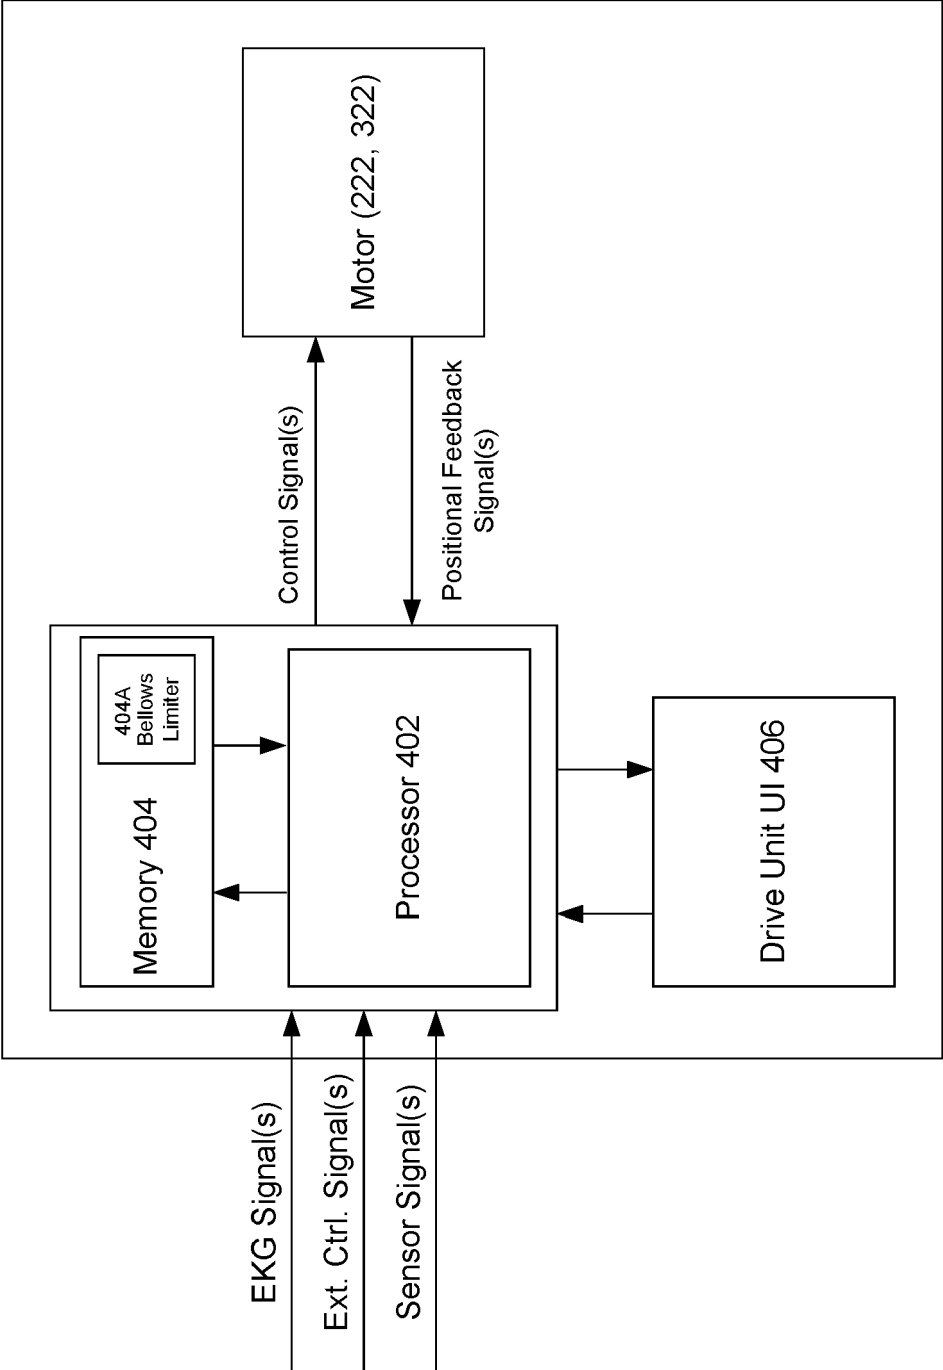 EKG Signal(s)
Ext. Ctrl. Signal(s)
Sensor Signal(s)
Memory 404
404A
Bellows
Limiter
Processor 402
Control Signal(s)
Positional Feedback
Signal(s)
Motor (222, 322)
Drive Unit UI 406